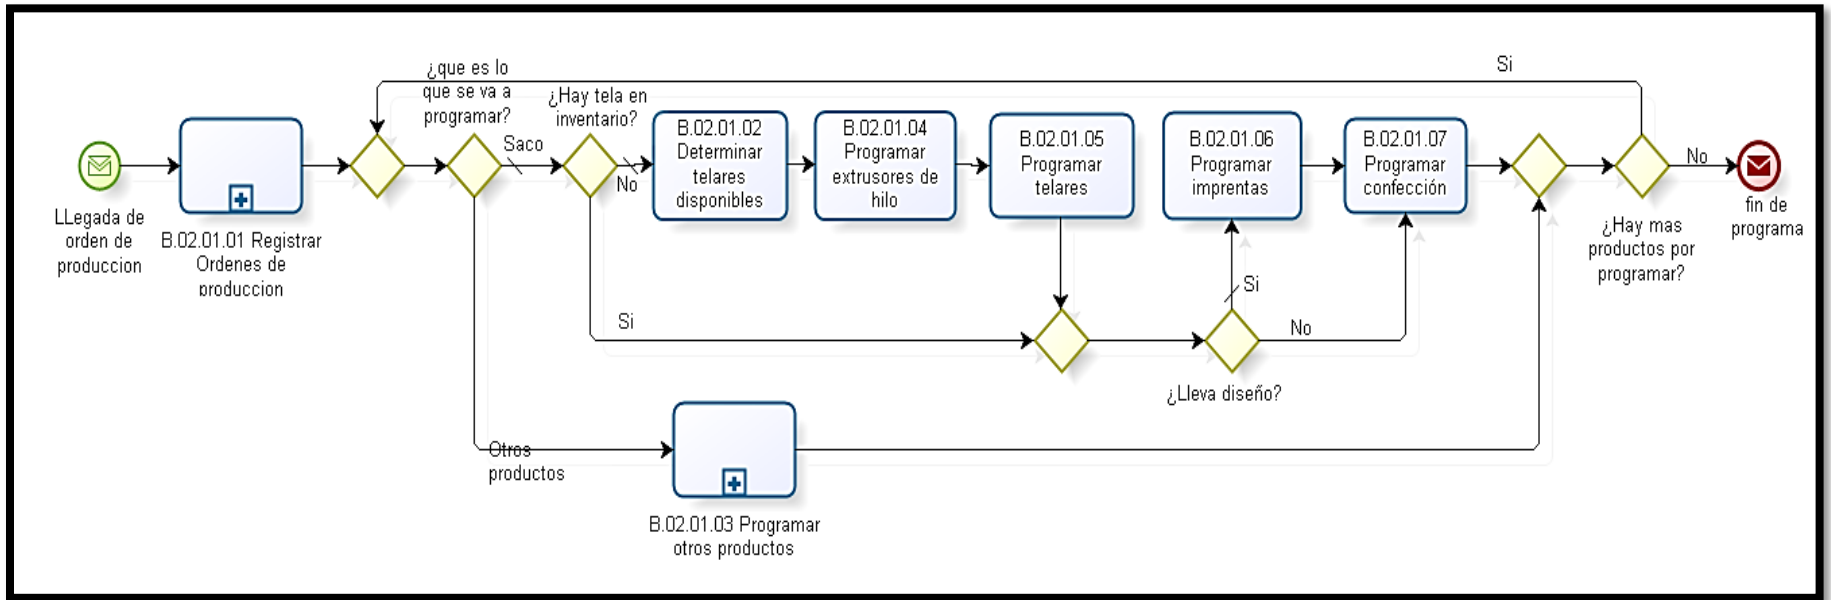 LLegada de
orden de
produccion
B.02.01.01 Registrar
Ordenes de
produccion
¿que es lo
que se va a
programar?
Saco
Otros
productos
¿Hay tela en
inventario?
No
Si
B.02.01.02
Determinar
telares
disponibles
B.02.01.04
Programar
extrusores de
hilo
B.02.01.05
Programar
telares
B.02.01.06
Programar
imprentas
B.02.01.07
Programar
confección
Si
No
¿Lleva diseño?
B.02.01.03 Programar
otros productos
Si
No
¿Hay mas
productos por
programar?
fin de
programa